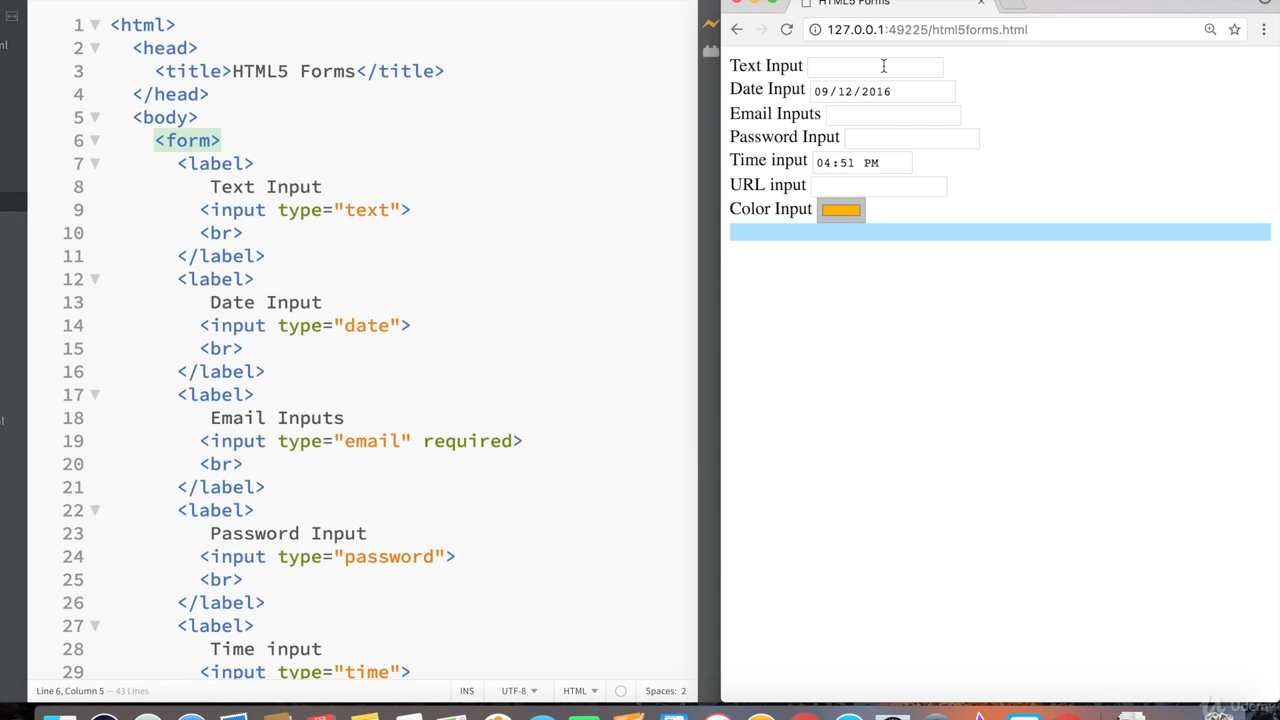 HTML5 Forms
127.0.0.1:49225/html5forms.html
1 <html>
2 <head>
3 <title>HTML5 Forms</title>
4 </head>
5 <body>
6 <form>
7 <label>
8 Text Input
9 <input type="text">
10 <br>
11 </label>
12 <label>
13 Date Input
14 <input type="date">
15 <br>
16 </label>
17 <label>
18 Email Inputs
19 <input type="email" required>
20 <br>
21 </label>
22 <label>
23 Password Input
24 <input type="password">
25 <br>
26 </label>
27 <label>
28 Time input
29 <input type="time">
Line 6, Column 5 — 43 Lines
INS UTF-8 HTML Spaces: 2
Text Input
Date Input 09/12/2016
Email Inputs
Password Input
Time input 04:51 PM
URL input
Color Input
Udemy